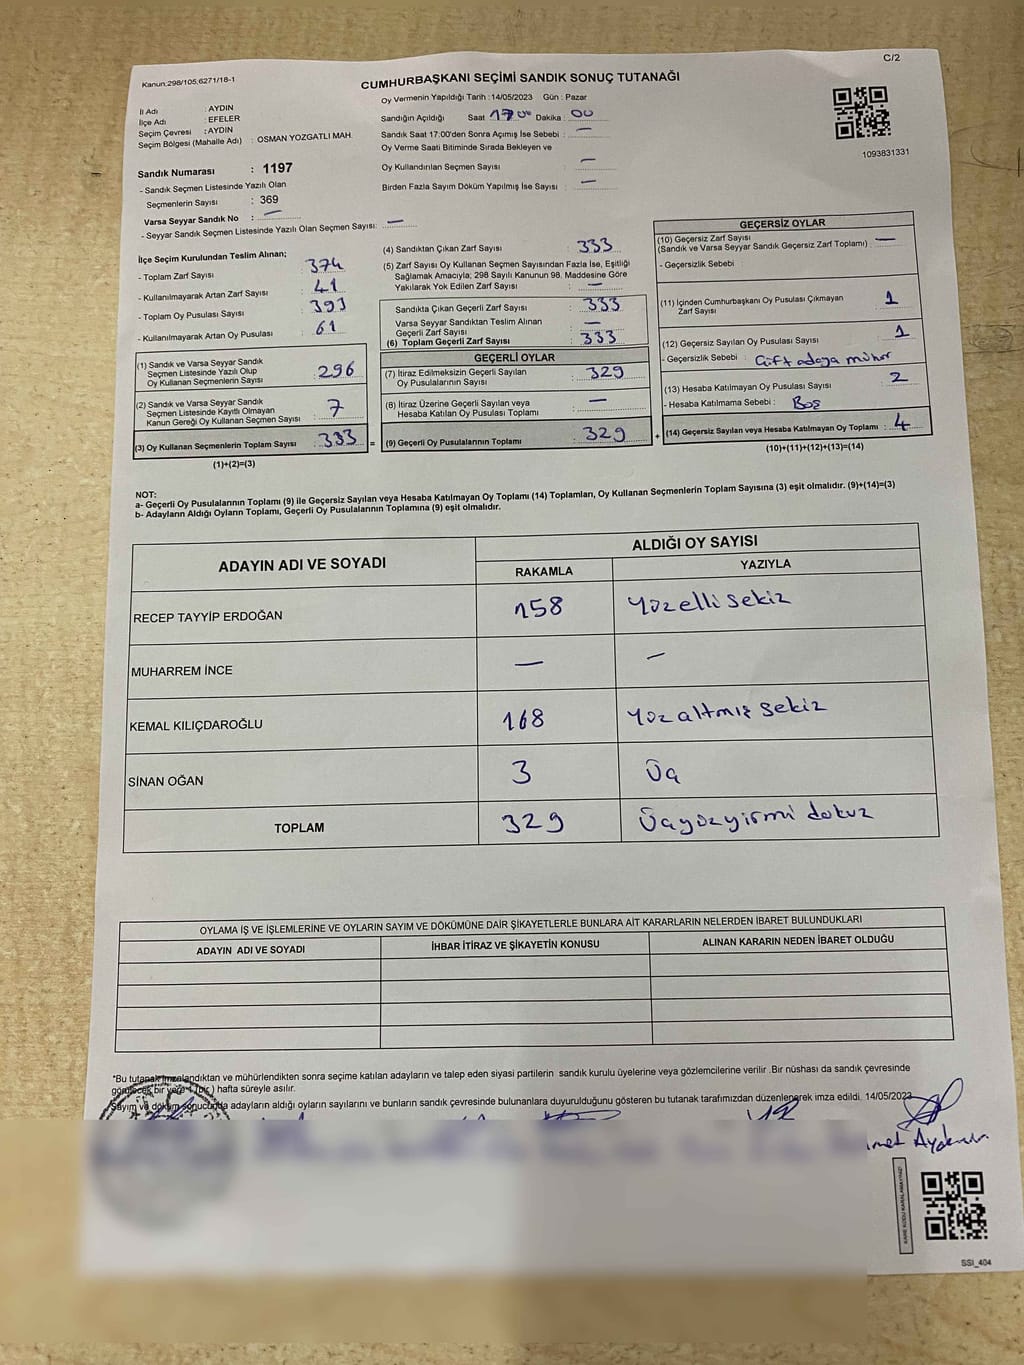 C/2
Kanun:298/105;6271/18-1
CUMHURBAŞKANI SEÇİMİ SANDIK SONUÇ TUTANAĞI
İl Adı : AYDIN
İlçe Adı : EFELER
Seçim Çevresi : AYDIN
Seçim Bölgesi (Mahalle Adı) : OSMAN YOZGATLI MAH.
Oy Vermenin Yapıldığı Tarih : 14/05/2023 Gün : Pazar
Sandığın Açıldığı Saat 17 00 Dakika : 00
Sandık Saat 17:00'den Sonra Açımış İse Sebebi : —
Oy Verme Saati Bitiminde Sırada Bekleyen ve
Oy Kullandırılan Seçmen Sayısı : —
Birden Fazla Sayım Döküm Yapılmış İse Sayısı : —
1093831331
Sandık Numarası : 1197
- Sandık Seçmen Listesinde Yazılı Olan
Seçmenlerin Sayısı : 369
Varsa Seyyar Sandık No : —
- Seyyar Sandık Seçmen Listesinde Yazılı Olan Seçmen Sayısı: —
İlçe Seçim Kurulundan Teslim Alınan;
- Toplam Zarf Sayısı : 374
- Kullanılmayarak Artan Zarf Sayısı : 41
- Toplam Oy Pusulası Sayısı : 393
- Kullanılmayarak Artan Oy Pusulası : 61
(1) Sandık ve Varsa Seyyar Sandık
Seçmen Listesinde Yazılı Olup
Oy Kullanan Seçmenlerin Sayısı : 296
(2) Sandık ve Varsa Seyyar Sandık
Seçmen Listesinde Kayıtlı Olmayan
Kanun Gereği Oy Kullanan Seçmen Sayısı : 7
(3) Oy Kullanan Seçmenlerin Toplam Sayısı : 333 =
(1)+(2)=(3)
(4) Sandıktan Çıkan Zarf Sayısı : 333
(5) Zarf Sayısı Oy Kullanan Seçmen Sayısından Fazla İse, Eşitliği
Sağlamak Amacıyla; 298 Sayılı Kanunun 98. Maddesine Göre
Yakılarak Yok Edilen Zarf Sayısı : —
Sandıkta Çıkan Geçerli Zarf Sayısı : 333
Varsa Seyyar Sandıktan Teslim Alınan
Geçerli Zarf Sayısı : —
(6) Toplam Geçerli Zarf Sayısı : 333
GEÇERLİ OYLAR
(7) İtiraz Edilmeksizin Geçerli Sayılan
Oy Pusulalarının Sayısı : 329
(8) İtiraz Üzerine Geçerli Sayılan veya
Hesaba Katılan Oy Pusulası Toplamı : —
(9) Geçerli Oy Pusulalarının Toplamı : 329 +
GEÇERSİZ OYLAR
(10) Geçersiz Zarf Sayısı
(Sandık ve Varsa Seyyar Sandık Geçersiz Zarf Toplamı) : —
- Geçersizlik Sebebi
(11) İçinden Cumhurbaşkanı Oy Pusulası Çıkmayan
Zarf Sayısı : 1
(12) Geçersiz Sayılan Oy Pusulası Sayısı : 1
- Geçersizlik Sebebi : Çift adaya mühür
(13) Hesaba Katılmayan Oy Pusulası Sayısı : 2
- Hesaba Katılmama Sebebi : Boş
(14) Geçersiz Sayılan veya Hesaba Katılmayan Oy Toplamı : 4
(10)+(11)+(12)+(13)=(14)
NOT:
a- Geçerli Oy Pusulalarının Toplamı (9) ile Geçersiz Sayılan veya Hesaba Katılmayan Oy Toplamı (14) Toplamları, Oy Kullanan Seçmenlerin Toplam Sayısına (3) eşit olmalıdır. (9)+(14)=(3)
b- Adayların Aldığı Oyların Toplamı, Geçerli Oy Pusulalarının Toplamına (9) eşit olmalıdır.
ADAYIN ADI VE SOYADI
ALDIĞI OY SAYISI
RAKAMLA YAZIYLA
RECEP TAYYİP ERDOĞAN 158 Yüzelli sekiz
MUHARREM İNCE — —
KEMAL KILIÇDAROĞLU 168 Yüz altmış sekiz
SİNAN OĞAN 3 Üç
TOPLAM 329 Üçyüzyirmi dokuz
OYLAMA İŞ VE İŞLEMLERİNE VE OYLARIN SAYIM VE DÖKÜMÜNE DAİR ŞİKAYETLERLE BUNLARA AİT KARARLARIN NELERDEN İBARET BULUNDUKLARI
ADAYIN ADI VE SOYADI İHBAR İTİRAZ VE ŞİKAYETİN KONUSU ALINAN KARARIN NEDEN İBARET OLDUĞU
*Bu tutanak imzalandıktan ve mühürlendikten sonra seçime katılan adayların ve talep eden siyasi partilerin sandık kurulu üyelerine veya gözlemcilerine verilir .Bir nüshası da sandık çevresinde
görülecek bir yere 1 (bir ) hafta süreyle asılır.
Sayım ve döküm sonucunda adayların aldığı oyların sayılarını ve bunların sandık çevresinde bulunanlara duyurulduğunu gösteren bu tutanak tarafımızdan düzenlenerek imza edildi. 14/05/2023
SSI_404